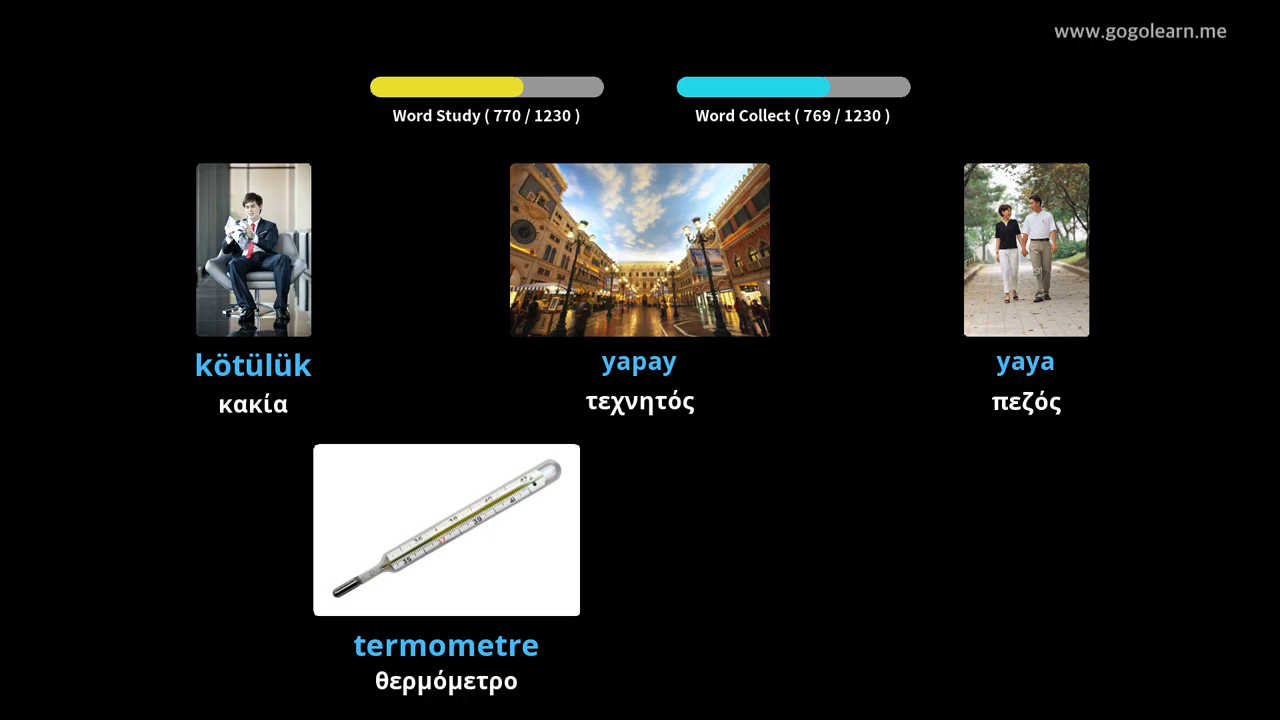 www.gogolearn.me
Word Study ( 770 / 1230 )
Word Collect ( 769 / 1230 )
kötülük
κακία
yapay
τεχνητός
yaya
πεζός
termometre
θερμόμετρο